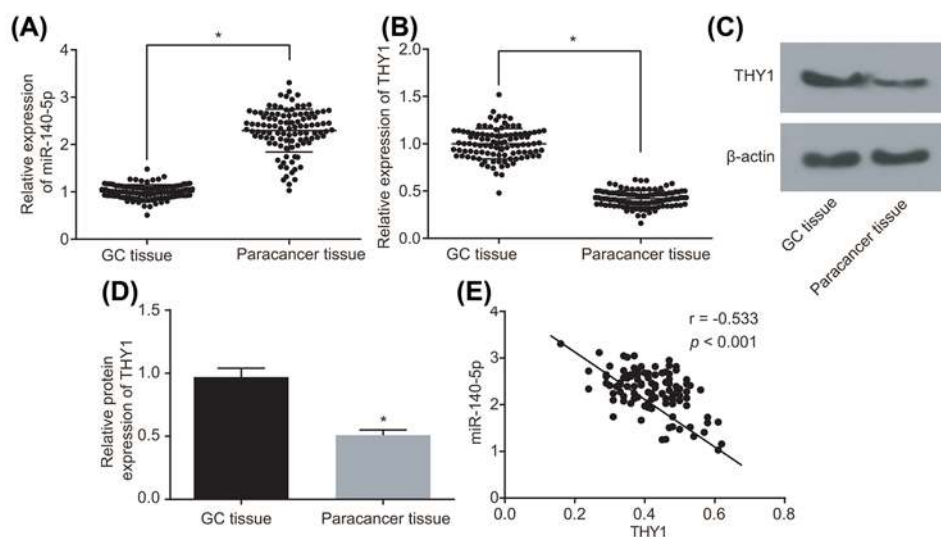 (A)
Relative expression
of miR-140-5p
4
3
2
1
0
*
GC tissue
Paracancer tissue
(B)
Relative expression of THY1
2.0
1.5
1.0
0.5
0.0
*
GC tissue
Paracancer tissue
(C)
THY1
β-actin
GC tissue
Paracancer tissue
(D)
Relative protein
expression of THY1
1.5
1.0
0.5
0.0
*
GC tissue
Paracancer tissue
(E)
miR-140-5p
4
3
2
1
0
r = -0.533
p < 0.001
0.0
0.2
0.4
0.6
0.8
THY1